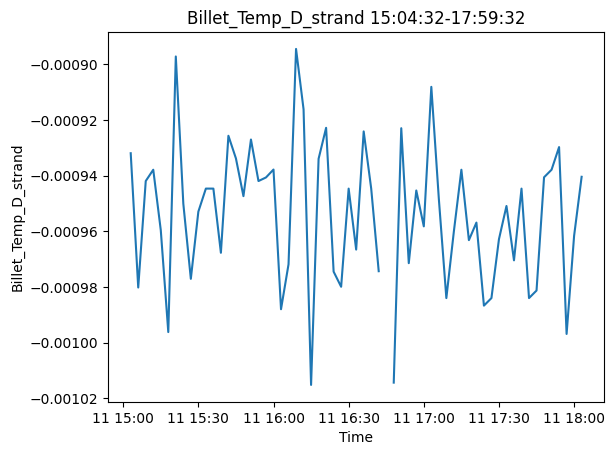 Billet_Temp_D_strand 15:04:32-17:59:32
Billet_Temp_D_strand
−0.00090
−0.00092
−0.00094
−0.00096
−0.00098
−0.00100
−0.00102
11 15:00 11 15:30 11 16:00 11 16:30 11 17:00 11 17:30 11 18:00
Time